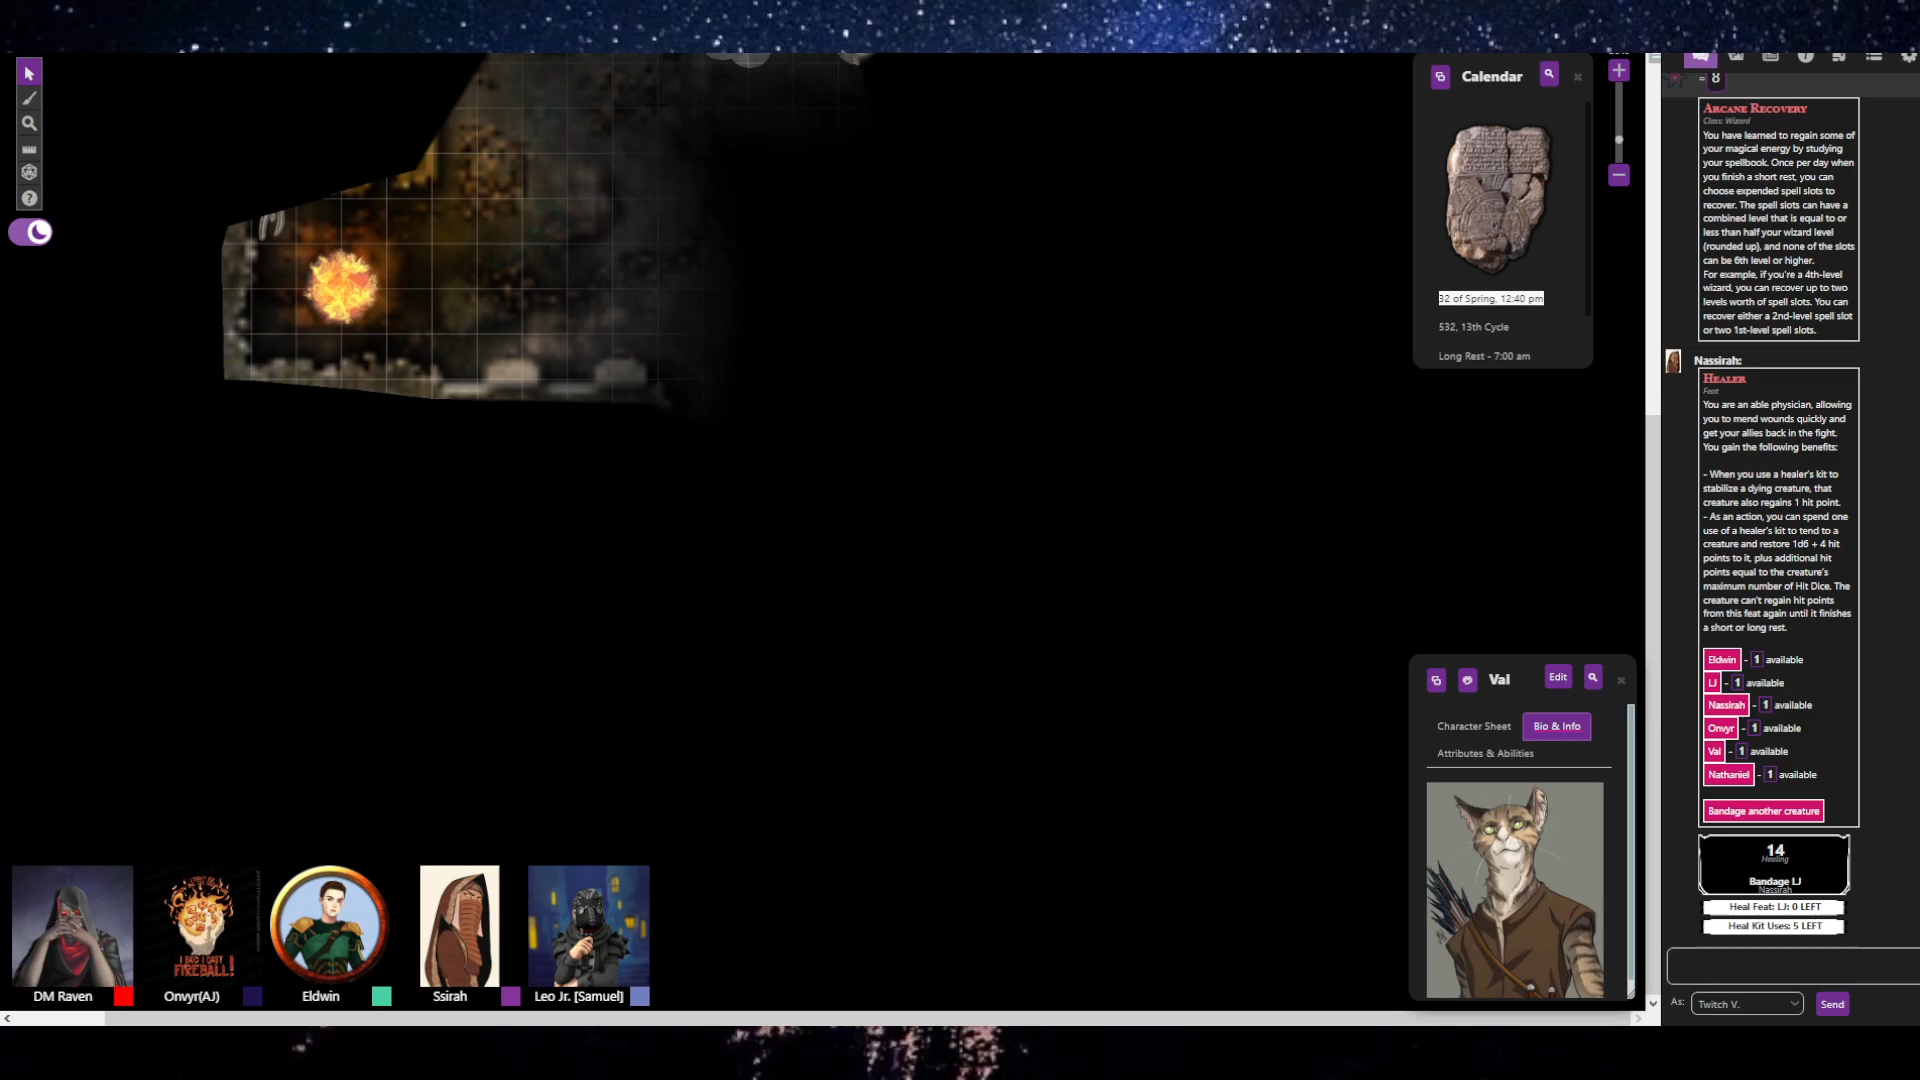 Calendar
32 of Spring, 12:40 pm
532, 13th Cycle
Long Rest - 7:00 am
= 8
Arcane Recovery
Class: Wizard
You have learned to regain some of
your magical energy by studying
your spellbook. Once per day when
you finish a short rest, you can
choose expended spell slots to
recover. The spell slots can have a
combined level that is equal to or
less than half your wizard level
(rounded up), and none of the slots
can be 6th level or higher.
For example, if you're a 4th-level
wizard, you can recover up to two
levels worth of spell slots. You can
recover either a 2nd-level spell slot
or two 1st-level spell slots.
Nassirah:
Healer
Feat
You are an able physician, allowing
you to mend wounds quickly and
get your allies back in the fight.
You gain the following benefits:
- When you use a healer's kit to
stabilize a dying creature, that
creature also regains 1 hit point.
- As an action, you can spend one
use of a healer's kit to tend to a
creature and restore 1d6 + 4 hit
points to it, plus additional hit
points equal to the creature's
maximum number of Hit Dice. The
creature can't regain hit points
from this feat again until it finishes
a short or long rest.
Eldwin - 1 available
LJ - 1 available
Nassirah - 1 available
Onvyr - 1 available
Val - 1 available
Nathaniel - 1 available
Bandage another creature
14
Healing
Bandage LJ
Nassirah
Heal Feat: LJ: 0 LEFT
Heal Kit Uses: 5 LEFT
As: Twitch V. Send
Val Edit
Character Sheet Bio & Info
Attributes & Abilities
I SAID I CAST
FIREBALL!
DM Raven Onvyr(AJ) Eldwin Ssirah Leo Jr. [Samuel]